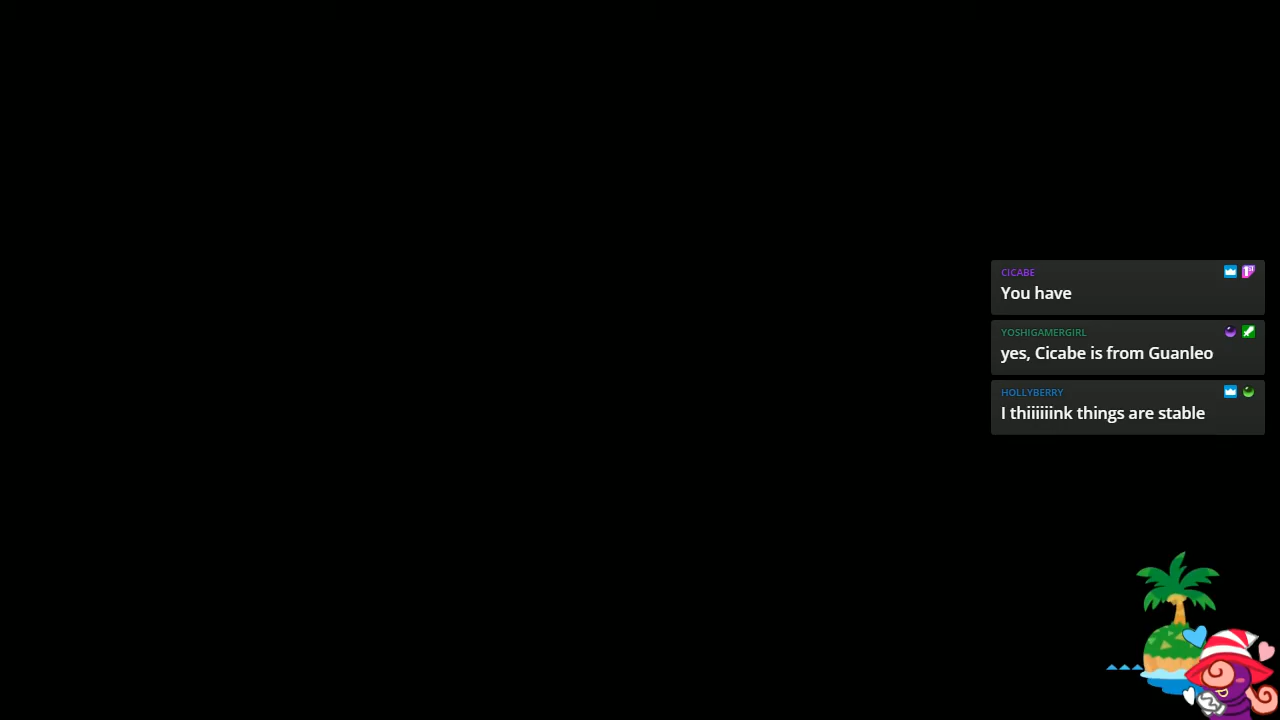 CICABE
You have
YOSHIGAMERGIRL
yes, Cicabe is from Guanleo
HOLLYBERRY
I thiiiiiink things are stable